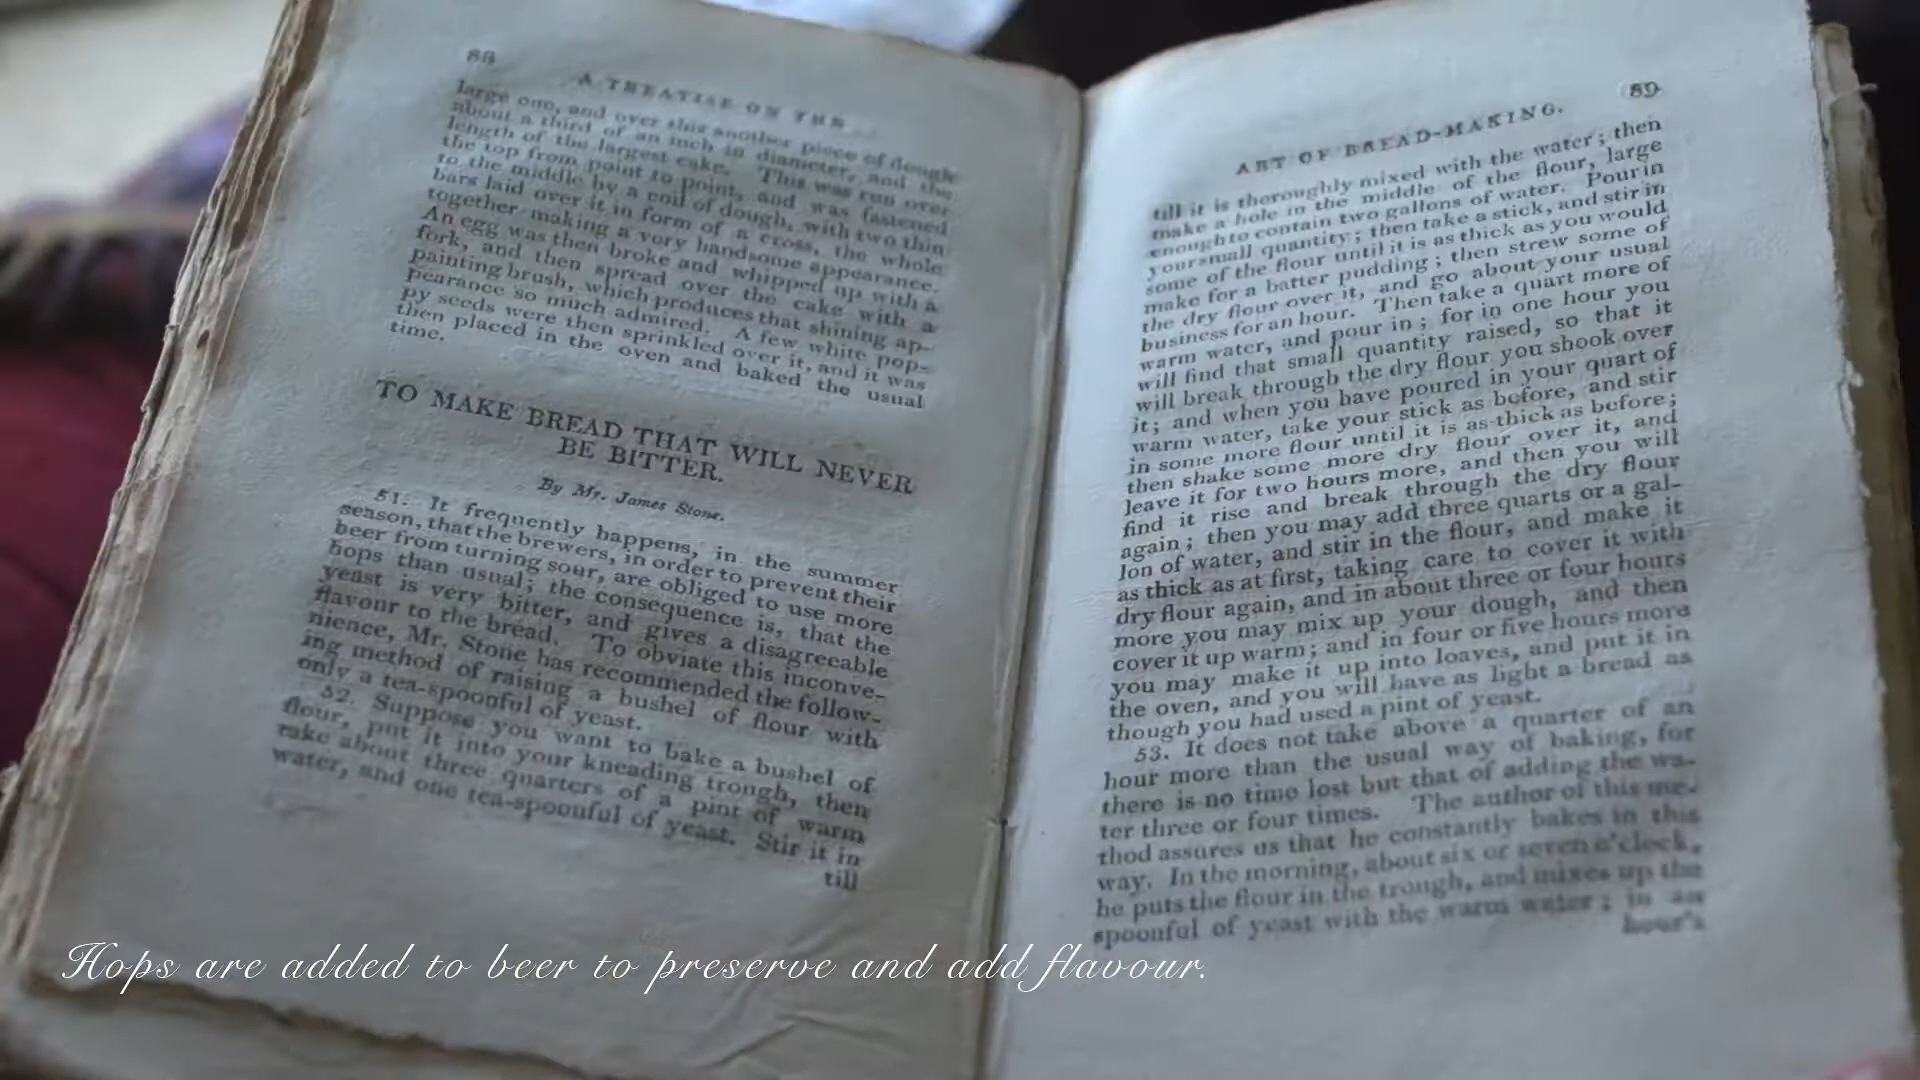 88
A TREATISE ON THE
large one, and over this another piece of dough
about a third of an inch in diameter, and the
length of the largest cake. This was run over
the top from point to point, and was fastened
to the middle by a coil of dough, with two thin
bars laid over it in form of a cross, the whole
together making a very handsome appearance.
An egg was then broke and whipped up with a
fork, and then spread over the cake with a
painting brush, which produces that shining ap-
pearance so much admired. A few white pop-
py seeds were then sprinkled over it, and it was
then placed in the oven and baked the usual
time.
TO MAKE BREAD THAT WILL NEVER
BE BITTER.
By Mr. James Stone.
51. It frequently happens, in the summer
season, that the brewers, in order to prevent their
beer from turning sour, are obliged to use more
hops than usual; the consequence is, that the
yeast is very bitter, and gives a disagreeable
flavour to the bread. To obviate this inconve-
nience, Mr. Stone has recommended the follow-
ing method of raising a bushel of flour with
only a tea-spoonful of yeast.
52. Suppose you want to bake a bushel of
flour, put it into your kneading trough, then
take about three quarters of a pint of warm
water, and one tea-spoonful of yeast. Stir it in
till
ART OF BREAD-MAKING.
89
till it is thoroughly mixed with the water; then
make a hole in the middle of the flour, large
enough to contain two gallons of water. Pour in
your small quantity; then take a stick, and stir in
some of the flour until it is as thick as you would
make for a batter pudding; then strew some of
the dry flour over it, and go about your usual
business for an hour. Then take a quart more of
warm water, and pour in; for in one hour you
will find that small quantity raised, so that it
will break through the dry flour you shook over
it; and when you have poured in your quart of
warm water, take your stick as before, and stir
in some more flour until it is as thick as before;
then shake some more dry flour over it, and
leave it for two hours more, and then you will
find it rise and break through the dry flour
again; then you may add three quarts or a gal-
lon of water, and stir in the flour, and make it
as thick as at first, taking care to cover it with
dry flour again, and in about three or four hours
more you may mix up your dough, and then
cover it up warm; and in four or five hours more
you may make it up into loaves, and put it in
the oven, and you will have as light a bread as
though you had used a pint of yeast.
53. It does not take above a quarter of an
hour more than the usual way of baking, for
there is no time lost but that of adding the wa-
ter three or four times. The author of this me-
thod assures us that he constantly bakes in this
way. In the morning, about six or seven o'clock,
he puts the flour in the trough, and mixes up the
spoonful of yeast with the warm water; in an
hour's
Hops are added to beer to preserve and add flavour.